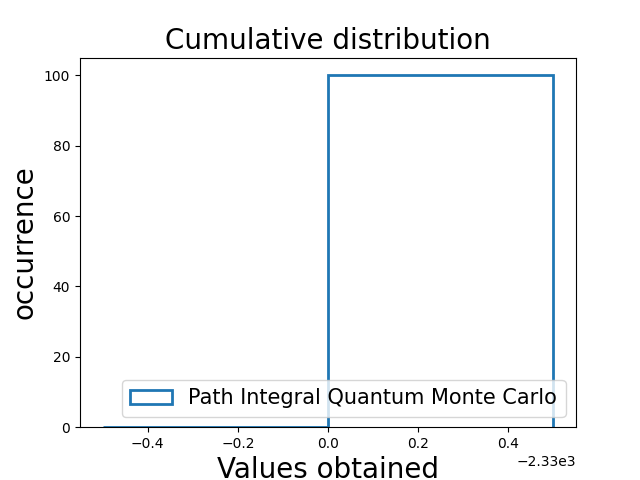 Cumulative distribution
occurrence
100
80
60
40
20
0
Path Integral Quantum Monte Carlo
−0.4 −0.2 0.0 0.2 0.4
−2.33e3
Values obtained